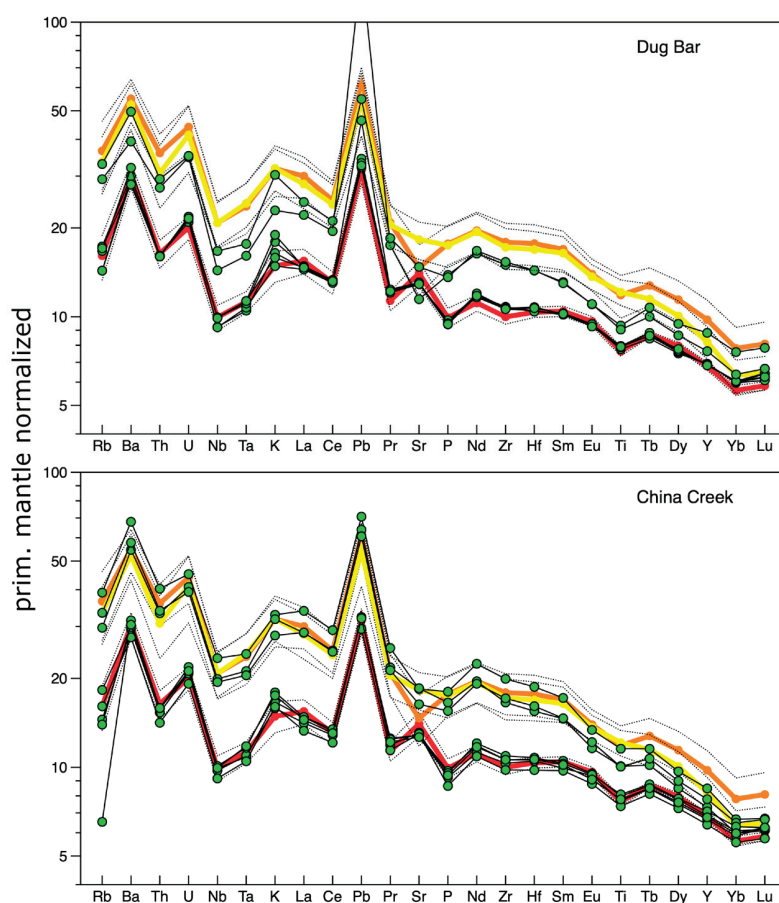 prim. mantle normalized
100
50
20
10
5
Dug Bar
Rb Ba Th U Nb Ta K La Ce Pb Pr Sr P Nd Zr Hf Sm Eu Ti Tb Dy Y Yb Lu
100
50
20
10
5
China Creek
Rb Ba Th U Nb Ta K La Ce Pb Pr Sr P Nd Zr Hf Sm Eu Ti Tb Dy Y Yb Lu